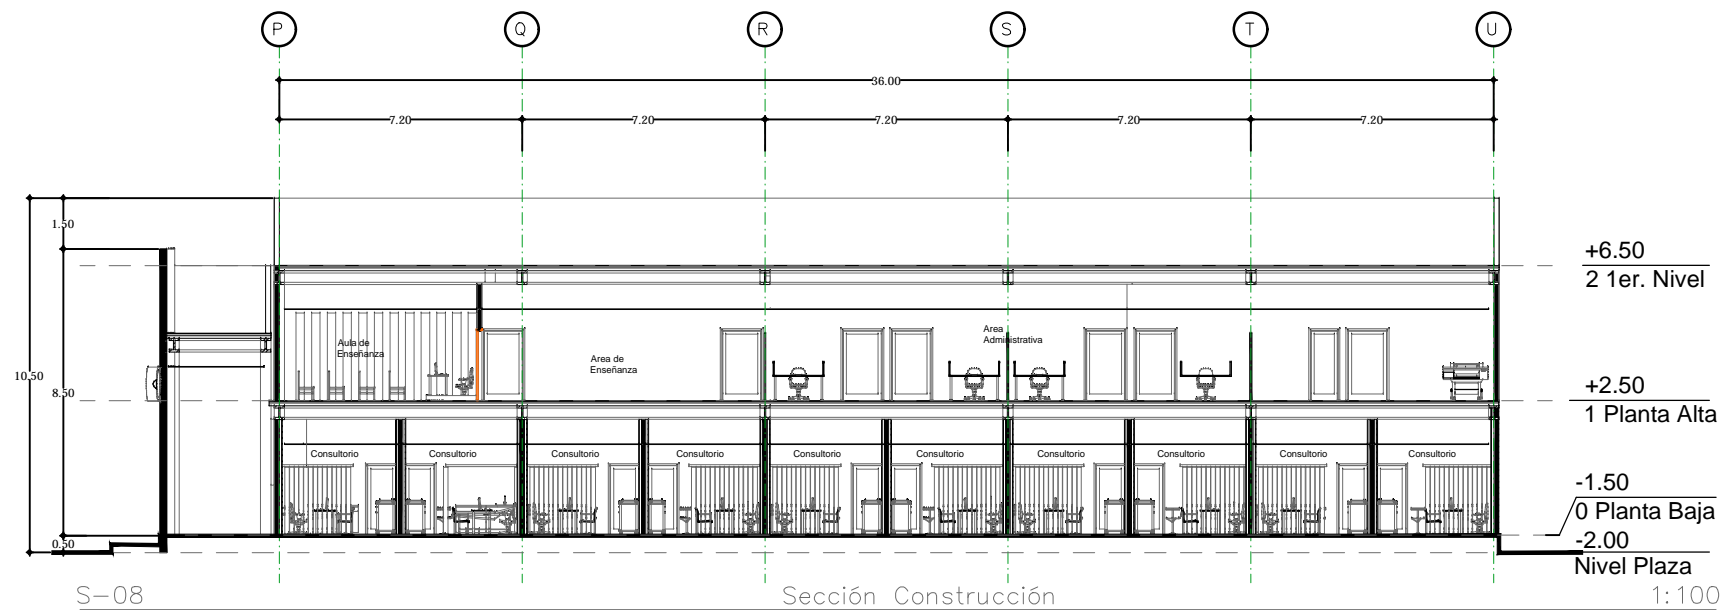 P Q R S T U
36.00
7.20 7.20 7.20 7.20 7.20
1.50
+6.50
2 1er. Nivel
Aula de
Enseñanza
Area de
Enseñanza
Area
Administrativa
10.50
8.50
+2.50
1 Planta Alta
Consultorio Consultorio Consultorio Consultorio Consultorio Consultorio Consultorio Consultorio Consultorio Consultorio
-1.50
0 Planta Baja
0.50
-2.00
Nivel Plaza
S-08 Sección Construcción 1:100